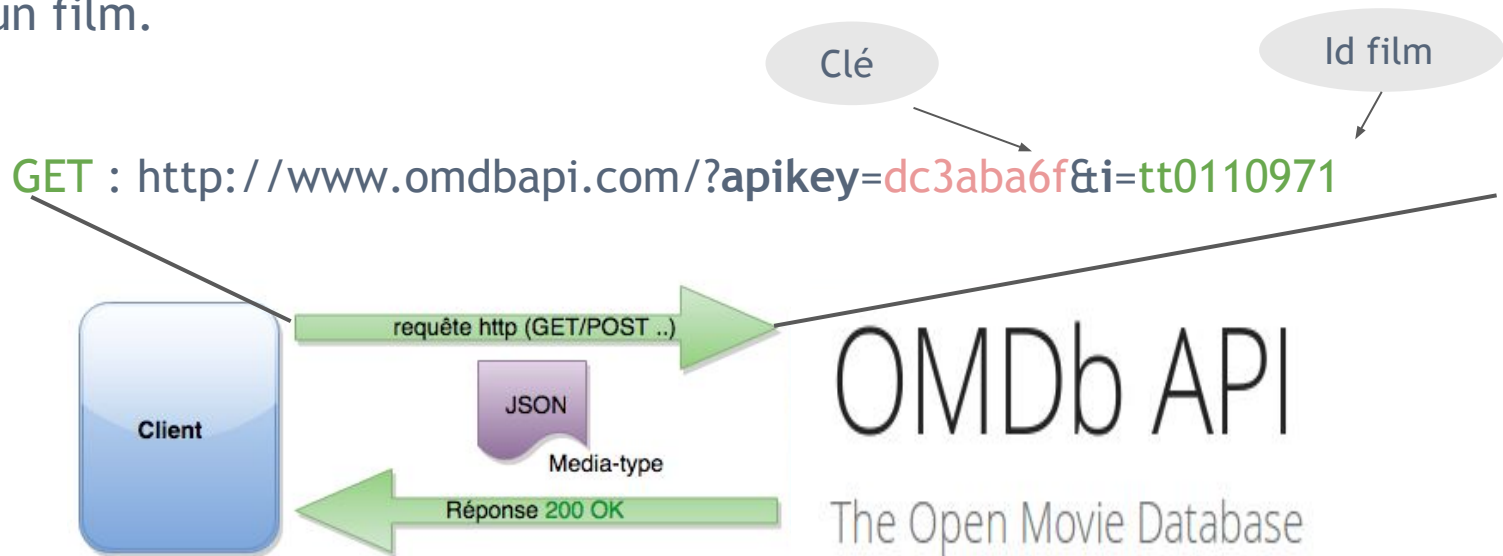 un film.
Clé
Id film
GET : http://www.omdbapi.com/?apikey=dc3aba6f&i=tt0110971
requête http (GET/POST ..)
JSON
Client
Media-type
Réponse 200 OK
OMDb API
The Open Movie Database